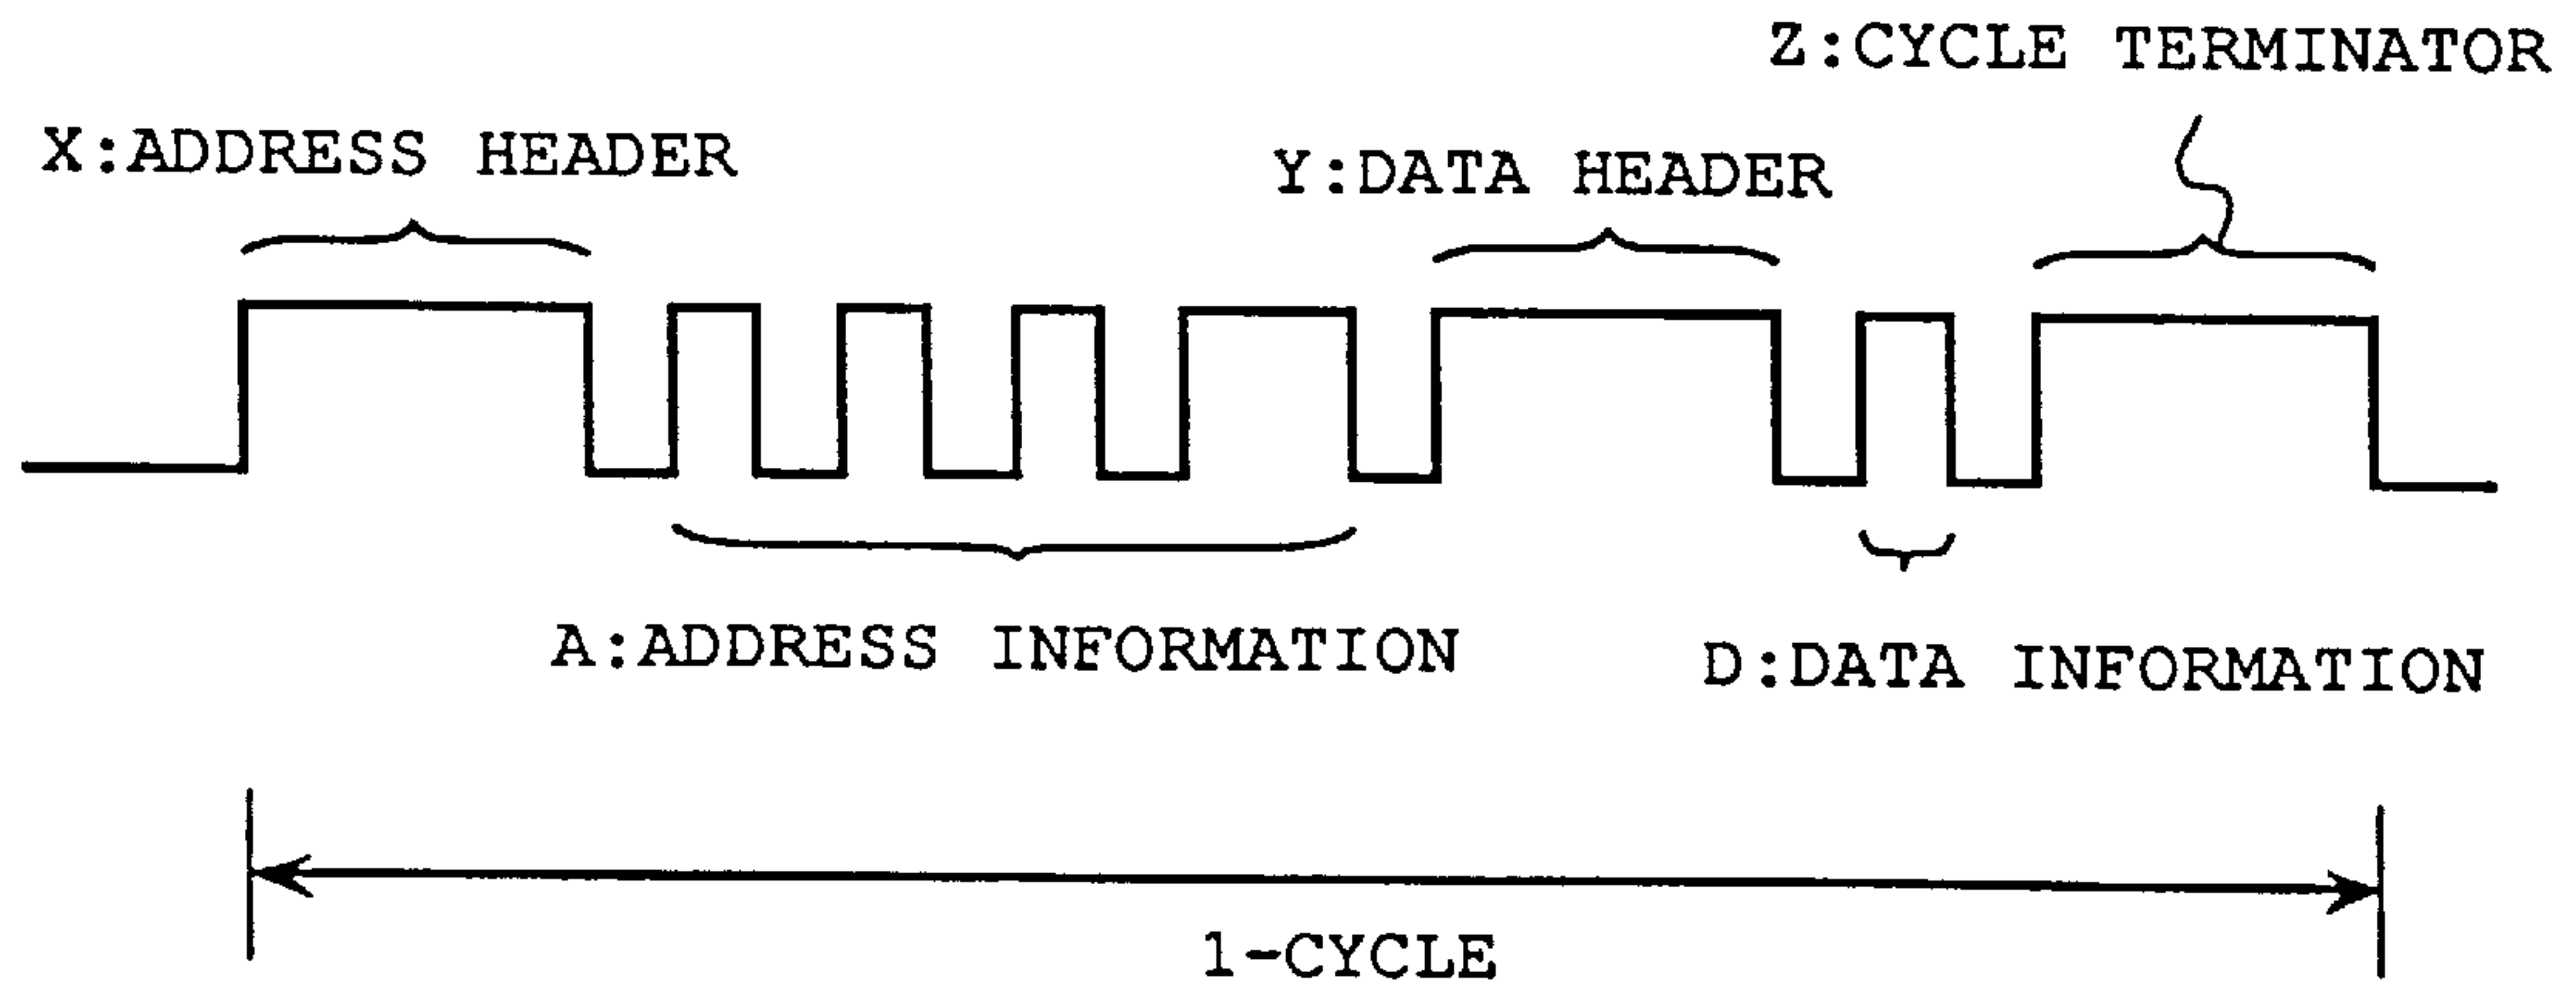 Z:CYCLE TERMINATOR
X:ADDRESS HEADER
Y:DATA HEADER
A:ADDRESS INFORMATION
D:DATA INFORMATION
1-CYCLE